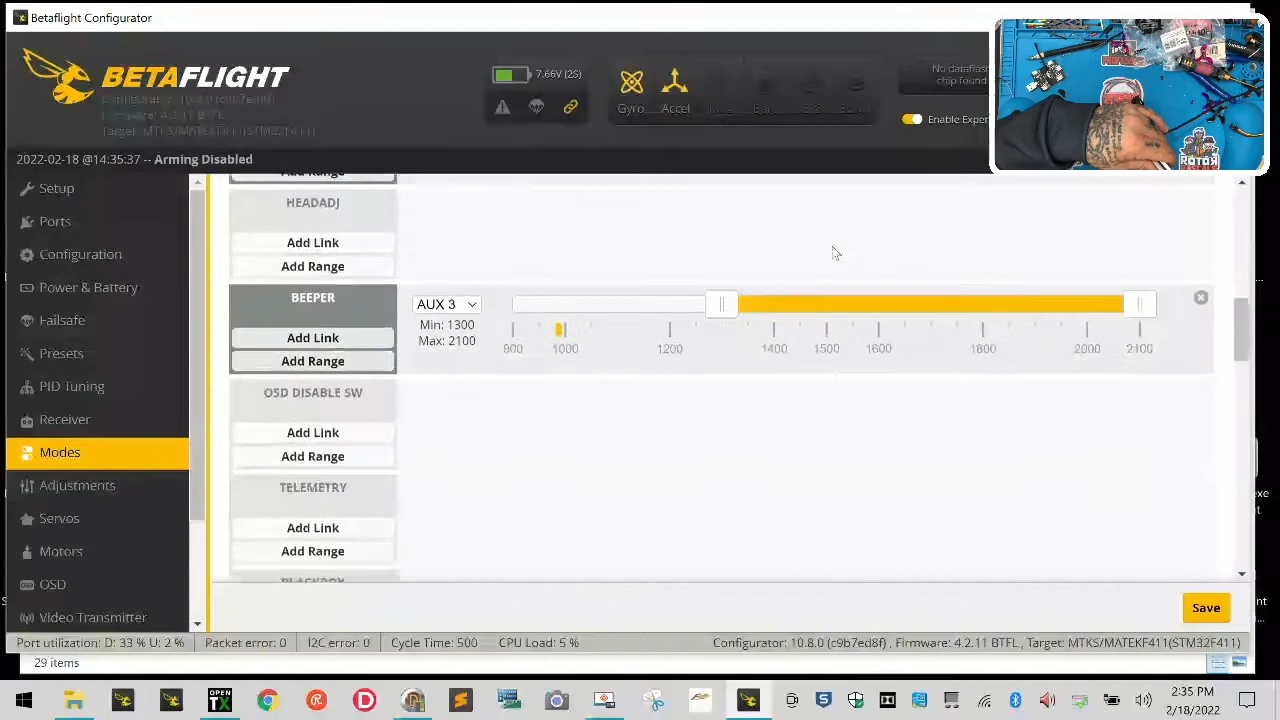 Betaflight Configurator
BETAFLIGHT
7.66V (2S)
Gyro
Accel
No dataflash
chip found
Enable Exper
2022-02-18 @14:35:37 -- Arming Disabled
Setup
Ports
Configuration
Power & Battery
Failsafe
Presets
PID Tuning
Receiver
Modes
Adjustments
Servos
Motors
OSD
Video Transmitter
Add Range
HEADADJ
Add Link
Add Range
BEEPER
Add Link
Add Range
AUX 3
Min: 1300
Max: 2100
900 1000 1200 1400 1500 1600 1800 2000 2100
OSD DISABLE SW
Add Link
Add Range
TELEMETRY
Add Link
Add Range
BLACKBOX
Save
Port utilization: D: 33 % U: 2 %
Packet error: 0
I2C error: 0
Cycle Time: 500
CPU Load: 5 %
Configurator: 10.8.0 (c9b7ed8f) , Firmware: 4.2.11 BTFL, Target: MTKS/MATEKF411(STM32F411)
29 items
OPEN
TX
2:35 PM
2/18/2022
ROTOR